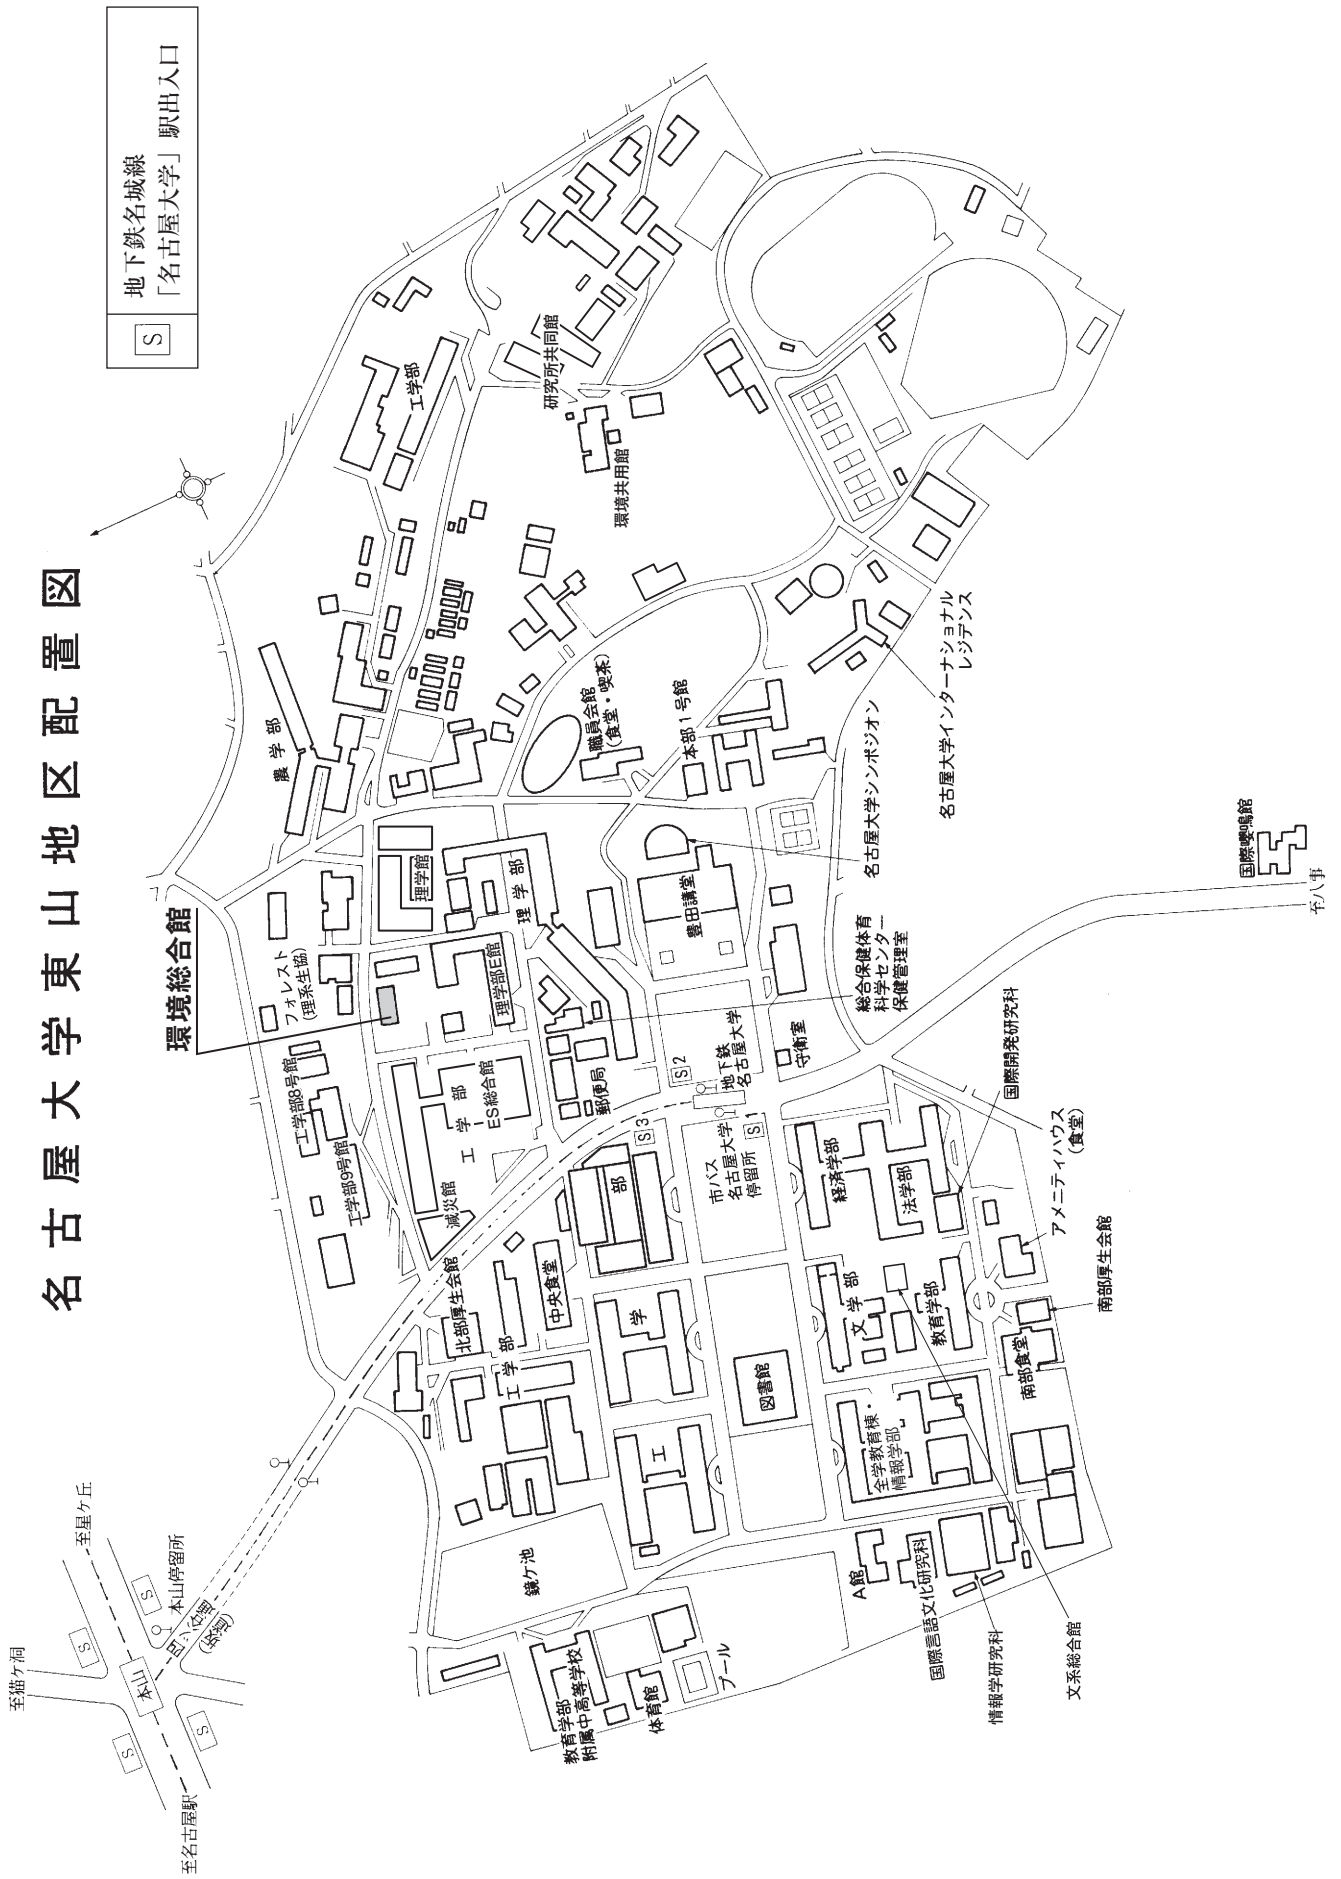 名古屋大学東山地区配置図
S
地下鉄名城線
「名古屋大学」駅出入口
環境総合館
至猫ケ洞
至星ケ丘
至名古屋駅
本山
S
S
S
S
本山停留所
四ツ谷通
(坂道)
農学部
工学部
研究所共同館
環境共用館
フォレスト
(理系生協)
理学館
理学部
理学部E館
職員会館
(食堂・喫茶)
本部1号館
豊田講堂
名古屋大学シンポジオン
名古屋大学インターナショナル
レジデンス
総合保健体育
科学センター
保健管理室
工学部8号館
工学部9号館
工学部
ES総合館
減災館
郵便局
S2
S3
地下鉄
名古屋大学
守衛室
市バス
名古屋大学
停留所
S1
北部厚生会館
中央食堂
工学部
工
学
部
図書館
経済学部
法学部
文学部
教育学部
国際開発研究科
アメニティハウス
(食堂)
南部厚生会館
南部食堂
全学教育棟・
情報学部
A館
国際言語文化研究科
情報学研究科
文系総合館
鏡ケ池
教育学部
附属中高等学校
体育館
プール
国際嚶鳴館
至八事